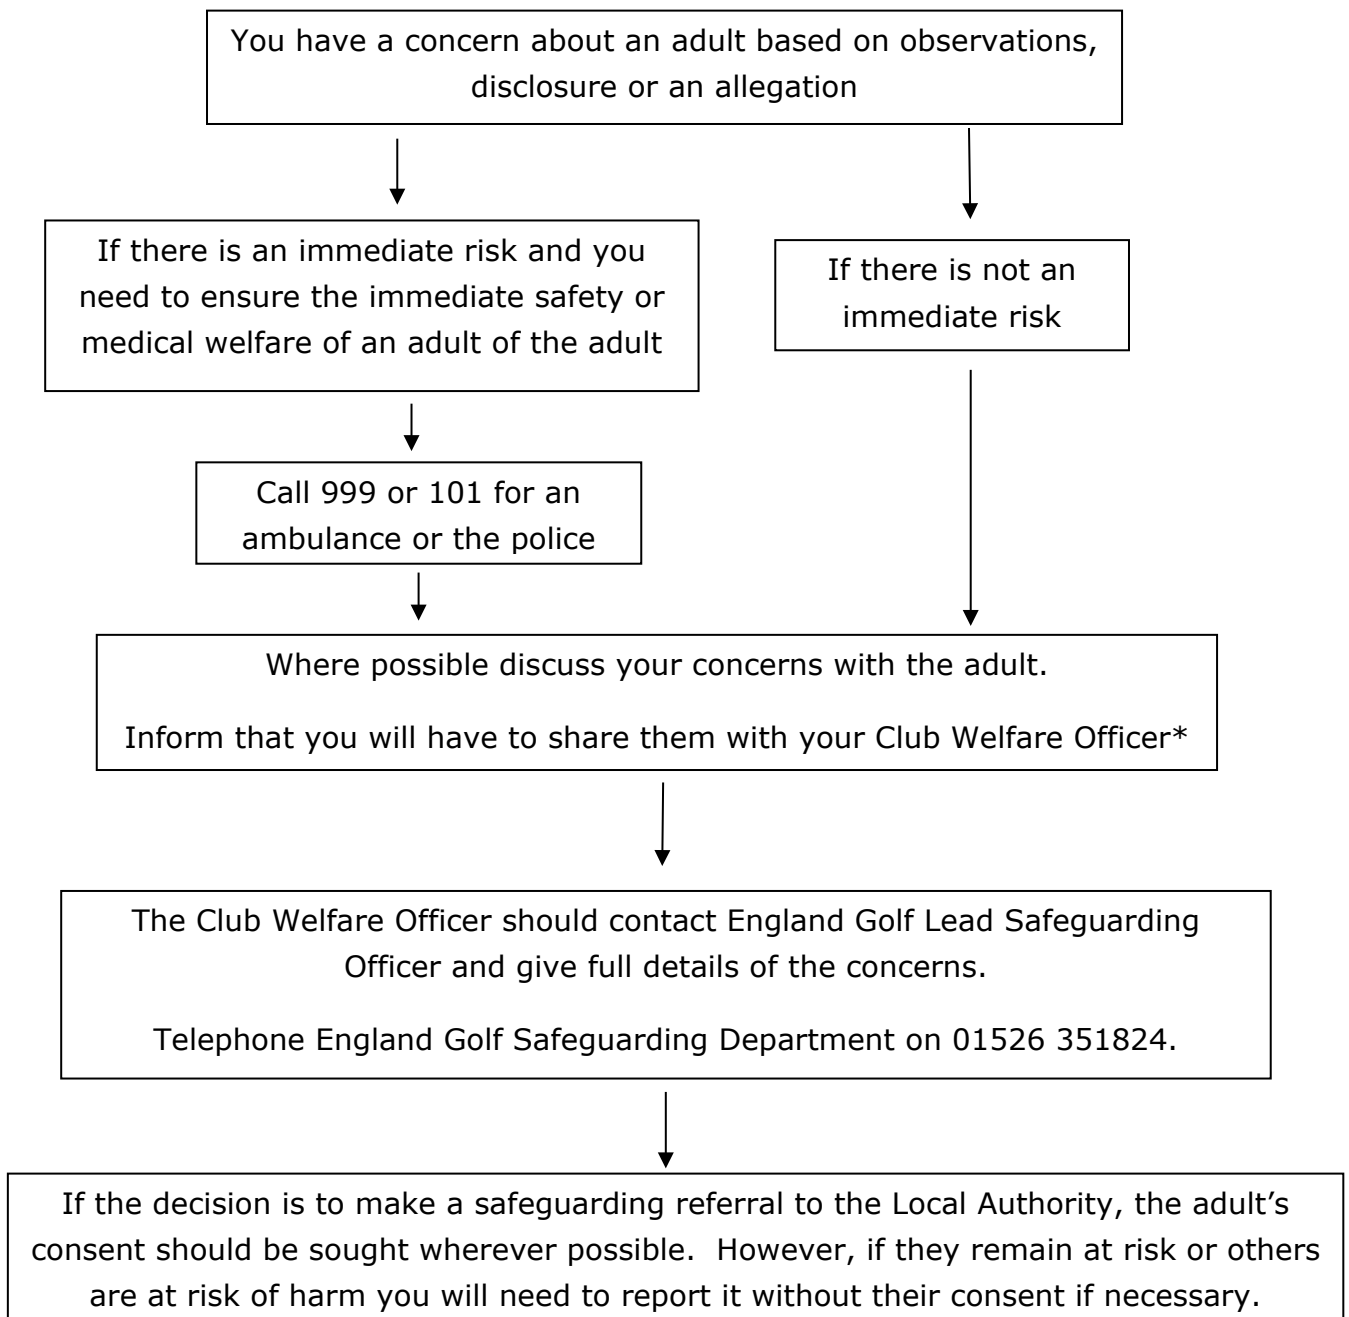 You have a concern about an adult based on observations,
disclosure or an allegation
If there is an immediate risk and you
need to ensure the immediate safety or
medical welfare of an adult of the adult
If there is not an
immediate risk
Call 999 or 101 for an
ambulance or the police
Where possible discuss your concerns with the adult.
Inform that you will have to share them with your Club Welfare Officer*
The Club Welfare Officer should contact England Golf Lead Safeguarding
Officer and give full details of the concerns.
Telephone England Golf Safeguarding Department on 01526 351824.
If the decision is to make a safeguarding referral to the Local Authority, the adult’s
consent should be sought wherever possible.  However, if they remain at risk or others
are at risk of harm you will need to report it without their consent if necessary.